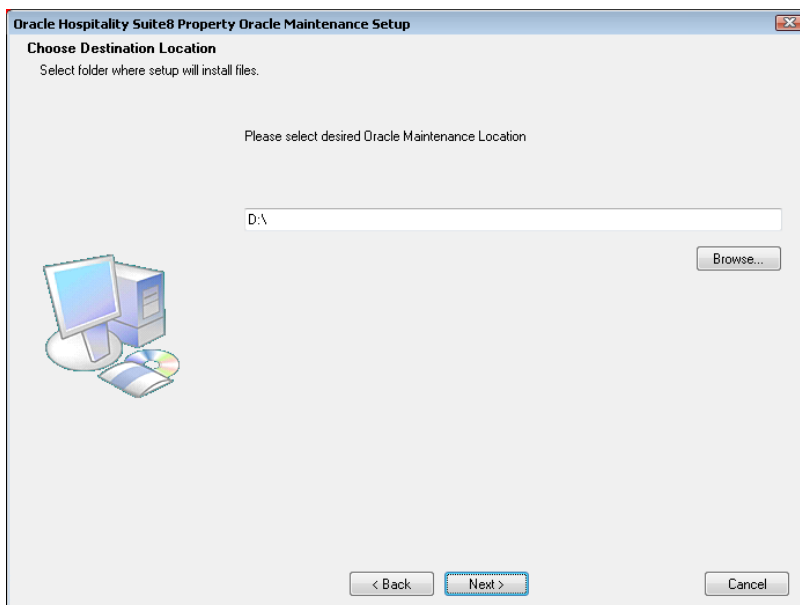 Oracle Hospitality Suite8 Property Oracle Maintenance Setup
Choose Destination Location
Select folder where setup will install files.
Please select desired Oracle Maintenance Location
D:\
Browse...
< Back Next > Cancel